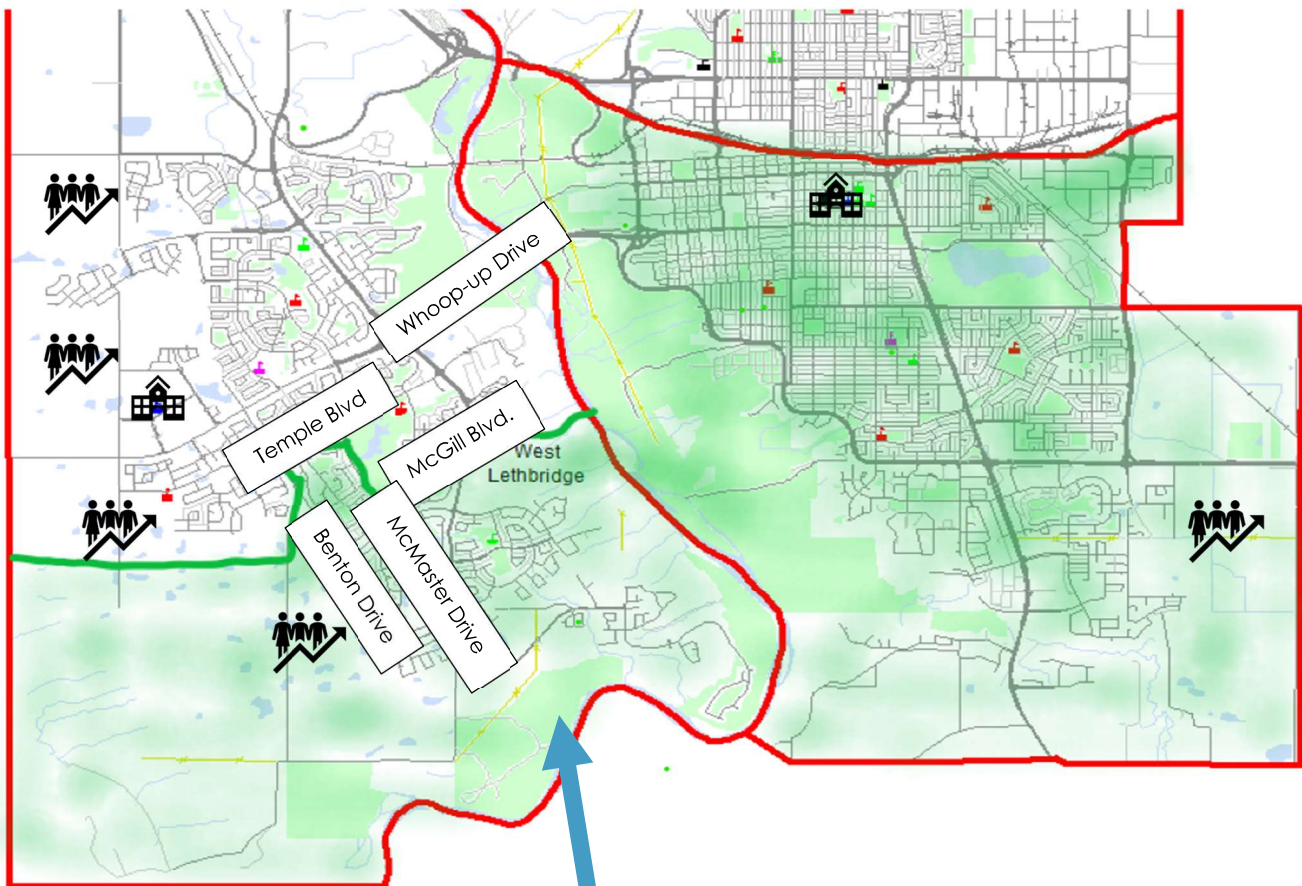 Whoop-up Drive
Temple Blvd
McGill Blvd.
West
Lethbridge
Benton Drive
McMaster Drive